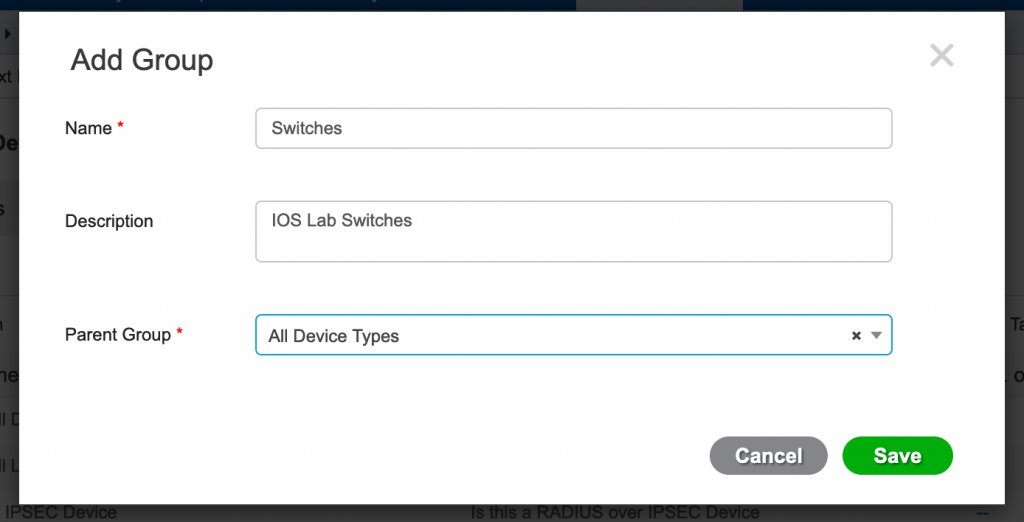 Add Group
Name *
Switches
Description
IOS Lab Switches
Parent Group *
All Device Types
Cancel
Save
IPSEC Device
Is this a RADIUS over IPSEC Device